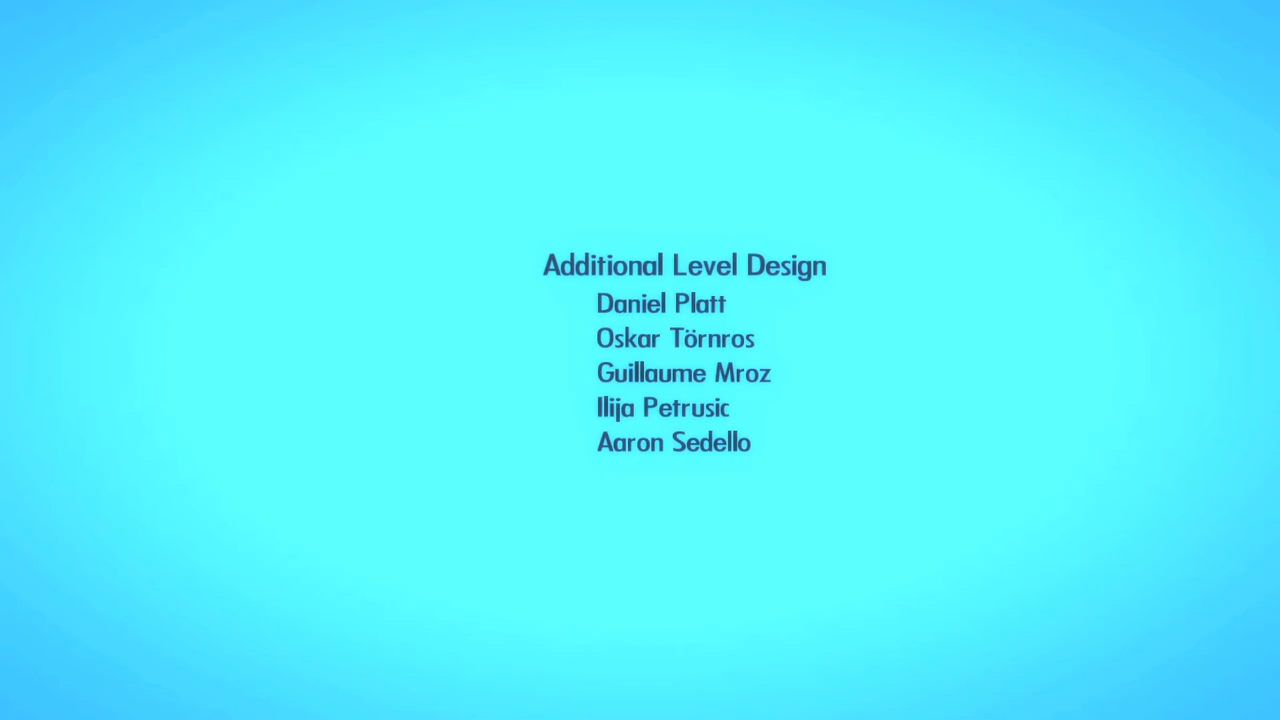 Additional Level Design
Daniel Platt
Oskar Törnros
Guillaume Mroz
Ilija Petrusic
Aaron Sedello